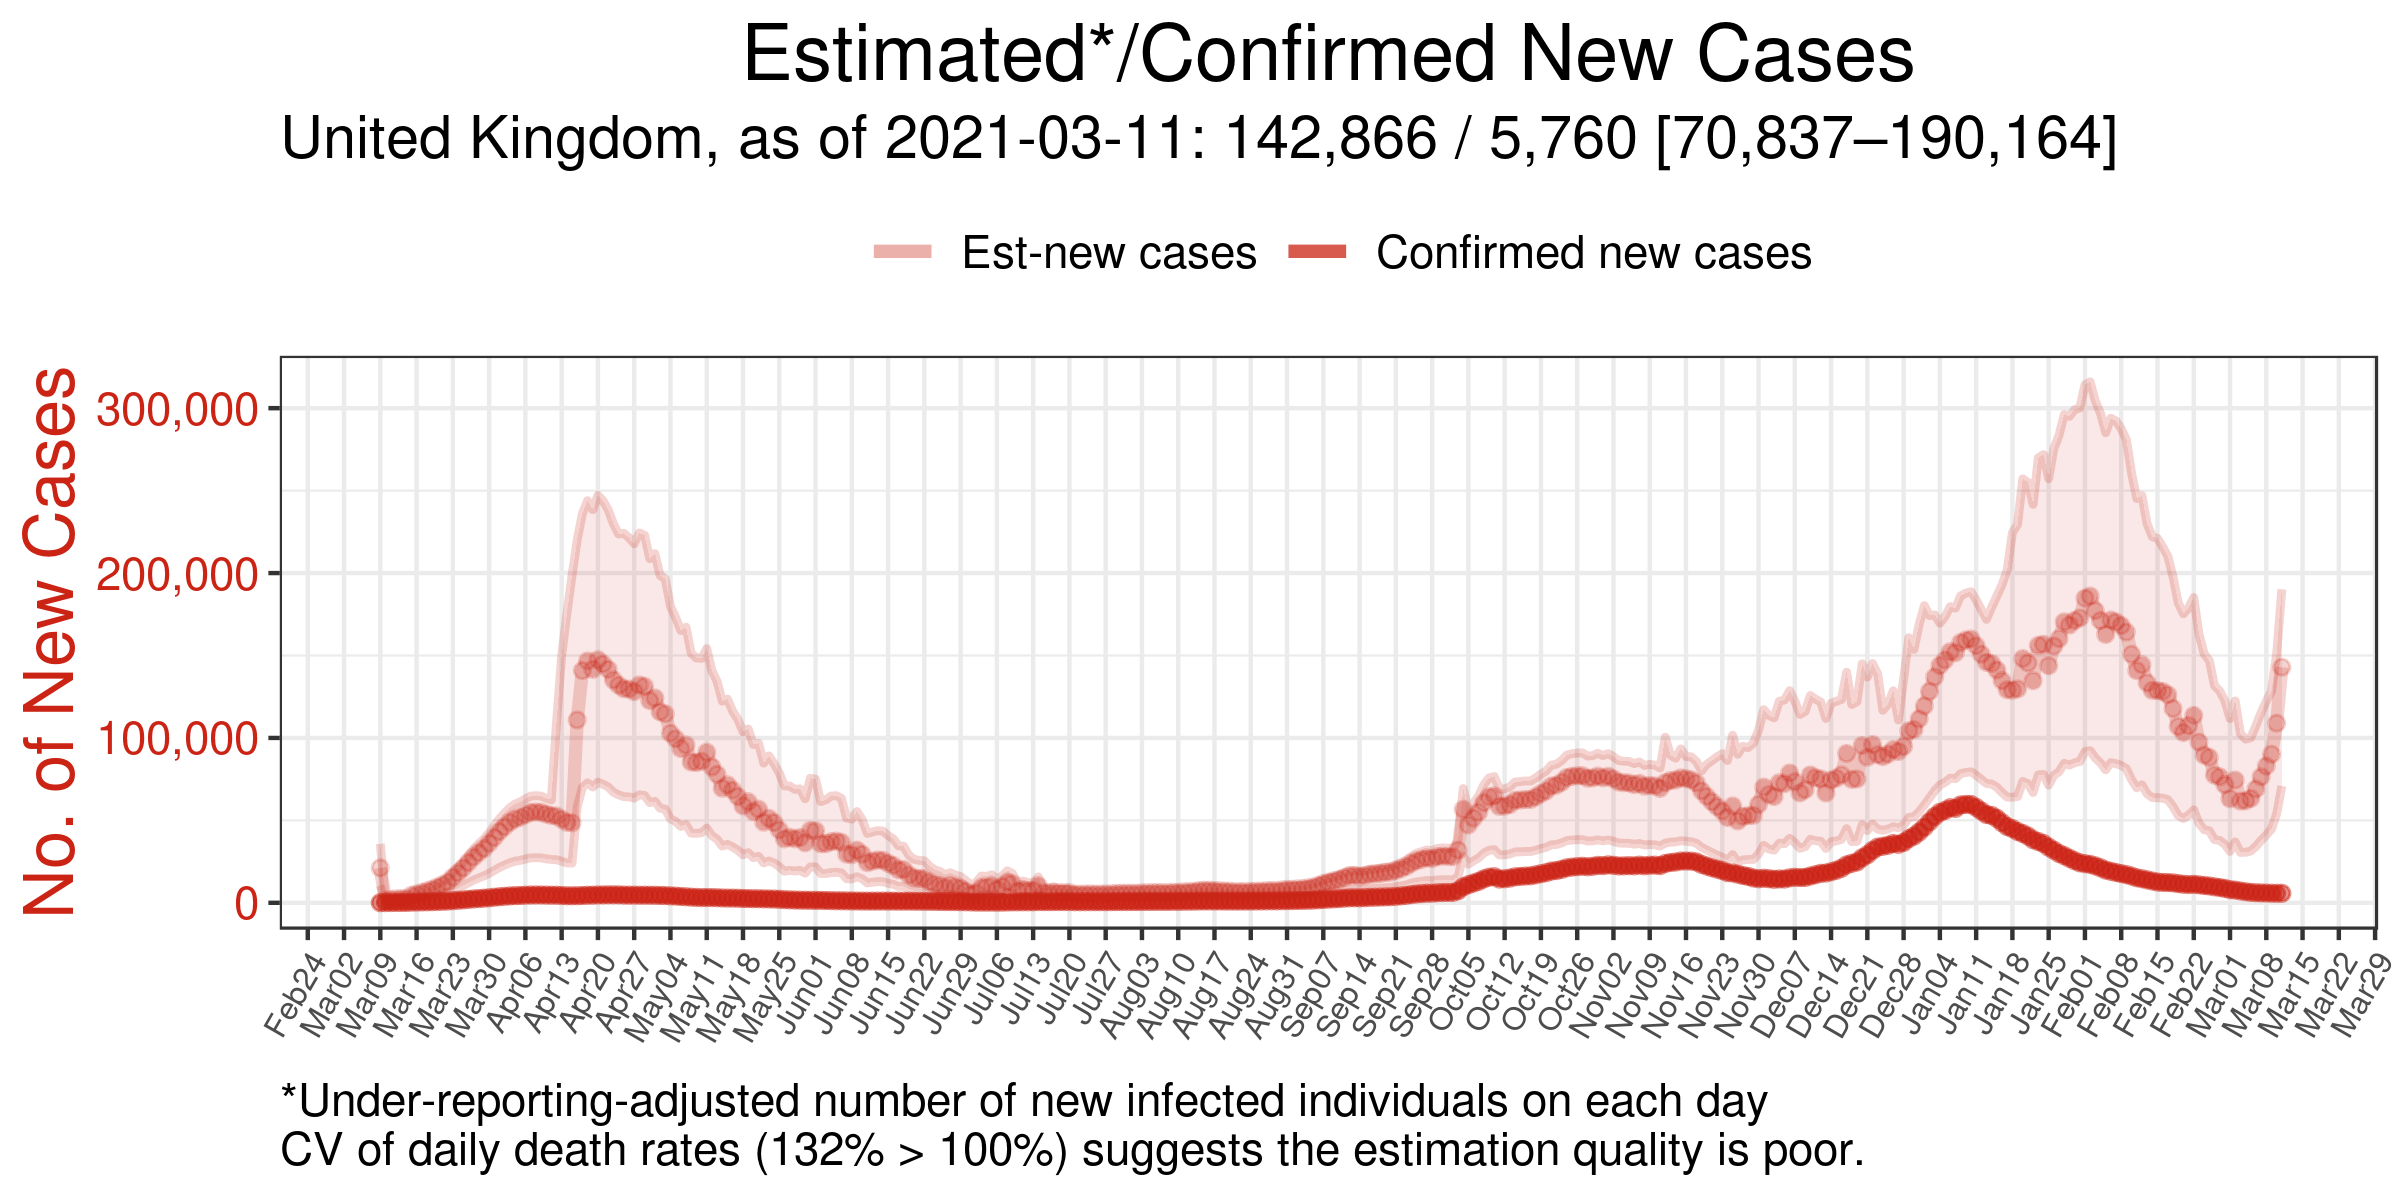 Estimated*/Confirmed New Cases
United Kingdom, as of 2021-03-11: 142,866 / 5,760 [70,837–190,164]
Est-new cases
Confirmed new cases
No. of New Cases
300,000
200,000
100,000
0
Feb24
Mar02
Mar09
Mar16
Mar23
Mar30
Apr06
Apr13
Apr20
Apr27
May04
May11
May18
May25
Jun01
Jun08
Jun15
Jun22
Jun29
Jul06
Jul13
Jul20
Jul27
Aug03
Aug10
Aug17
Aug24
Aug31
Sep07
Sep14
Sep21
Sep28
Oct05
Oct12
Oct19
Oct26
Nov02
Nov09
Nov16
Nov23
Nov30
Dec07
Dec14
Dec21
Dec28
Jan04
Jan11
Jan18
Jan25
Feb01
Feb08
Feb15
Feb22
Mar01
Mar08
Mar15
Mar22
Mar29
*Under-reporting-adjusted number of new infected individuals on each day
CV of daily death rates (132% > 100%) suggests the estimation quality is poor.